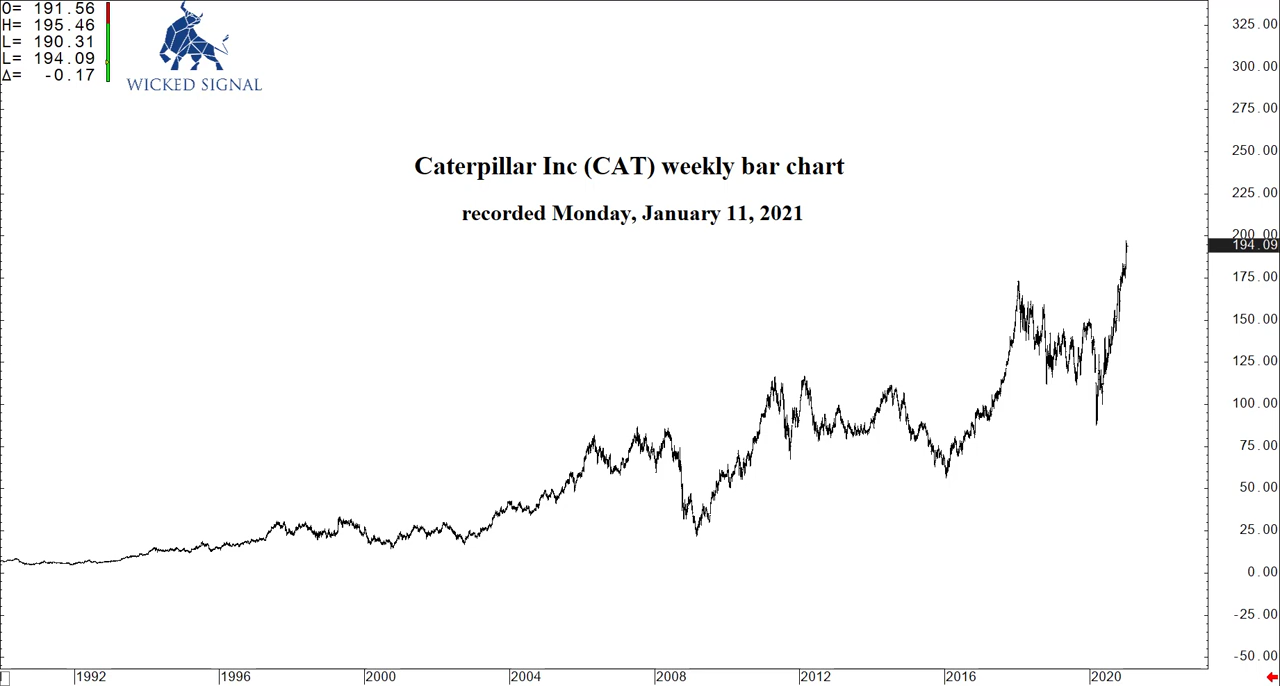 O= 191.56
H= 195.46
L= 190.31
L= 194.09
Δ= -0.17
WICKED SIGNAL
Caterpillar Inc (CAT) weekly bar chart
recorded Monday, January 11, 2021
325.00
300.00
275.00
250.00
225.00
200.00
194.09
175.00
150.00
125.00
100.00
75.00
50.00
25.00
0.00
-25.00
-50.00
1992 1996 2000 2004 2008 2012 2016 2020